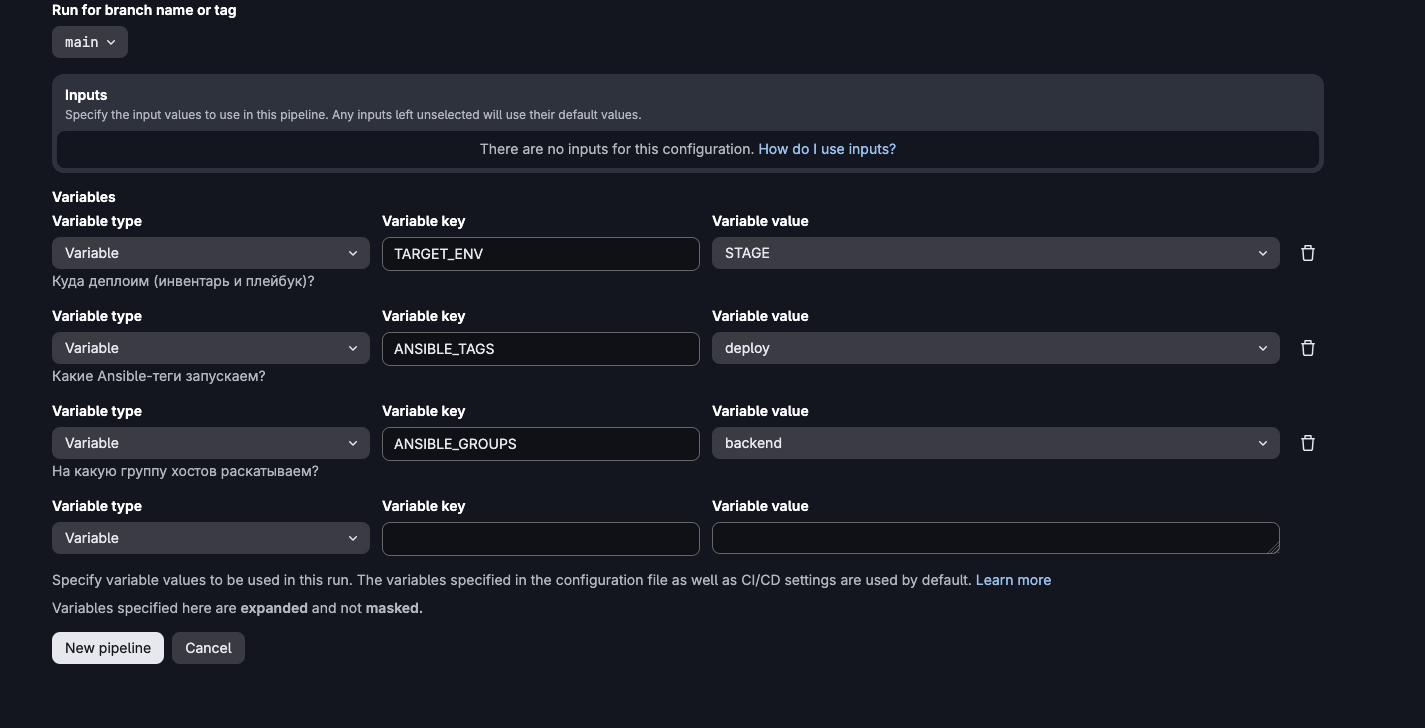 Run for branch name or tag
main
Inputs
Specify the input values to use in this pipeline. Any inputs left unselected will use their default values.
There are no inputs for this configuration. How do I use inputs?
Variables
Variable type Variable key Variable value
Variable TARGET_ENV STAGE
Куда деплоим (инвентарь и плейбук)?
Variable type Variable key Variable value
Variable ANSIBLE_TAGS deploy
Какие Ansible-теги запускаем?
Variable type Variable key Variable value
Variable ANSIBLE_GROUPS backend
На какую группу хостов раскатываем?
Variable type Variable key Variable value
Variable
Specify variable values to be used in this run. The variables specified in the configuration file as well as CI/CD settings are used by default. Learn more
Variables specified here are expanded and not masked.
New pipeline Cancel